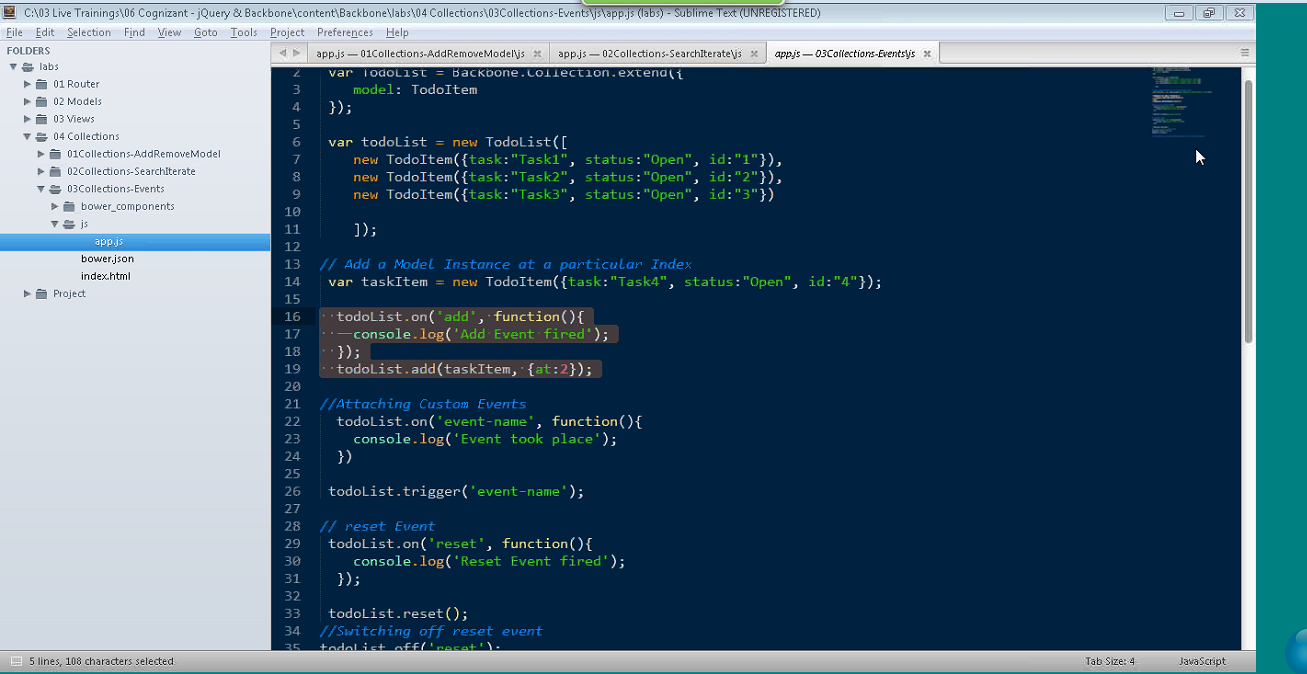 C:\03 Live Trainings\06 Cognizant - jQuery & Backbone\content\Backbone\labs\04 Collections\03Collections-Events\js\app.js (labs) - Sublime Text (UNREGISTERED)
File Edit Selection Find View Goto Tools Project Preferences Help
FOLDERS
labs
01 Router
02 Models
03 Views
04 Collections
01Collections-AddRemoveModel
02Collections-SearchIterate
03Collections-Events
bower_components
js
app.js
bower.json
index.html
Project
app.js — 01Collections-AddRemoveModel\js app.js — 02Collections-SearchIterate\js app.js — 03Collections-Events\js
2 var TodoList = Backbone.Collection.extend({
3 model: TodoItem
4 });
5
6 var todoList = new TodoList([
7 new TodoItem({task:"Task1", status:"Open", id:"1"}),
8 new TodoItem({task:"Task2", status:"Open", id:"2"}),
9 new TodoItem({task:"Task3", status:"Open", id:"3"})
10
11 ]);
12
13 // Add a Model Instance at a particular Index
14 var taskItem = new TodoItem({task:"Task4", status:"Open", id:"4"});
15
16 todoList.on('add', function(){
17 console.log('Add Event fired');
18 });
19 todoList.add(taskItem, {at:2});
20
21 //Attaching Custom Events
22 todoList.on('event-name', function(){
23 console.log('Event took place');
24 })
25
26 todoList.trigger('event-name');
27
28 // reset Event
29 todoList.on('reset', function(){
30 console.log('Reset Event fired');
31 });
32
33 todoList.reset();
34 //Switching off reset event
35 todoList.off('reset');
5 lines, 108 characters selected
Tab Size: 4 JavaScript